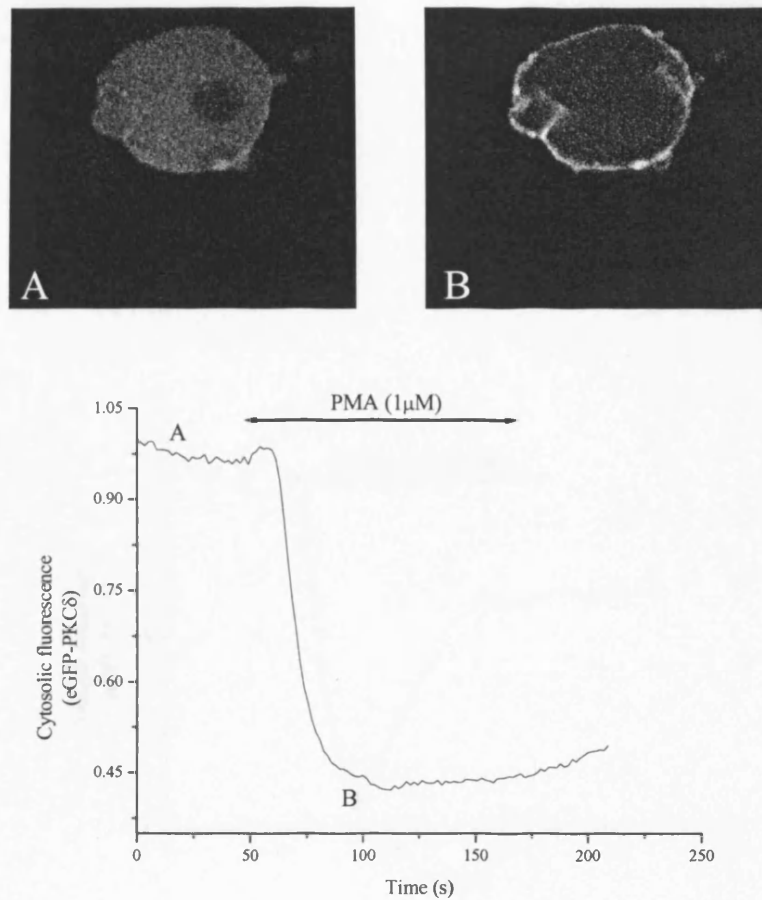 A
B
PMA (1μM)
1.05
0.90
0.75
0.60
0.45
A
B
Cytosolic fluorescence
(eGFP-PKCδ)
0
50
100
150
200
250
Time (s)